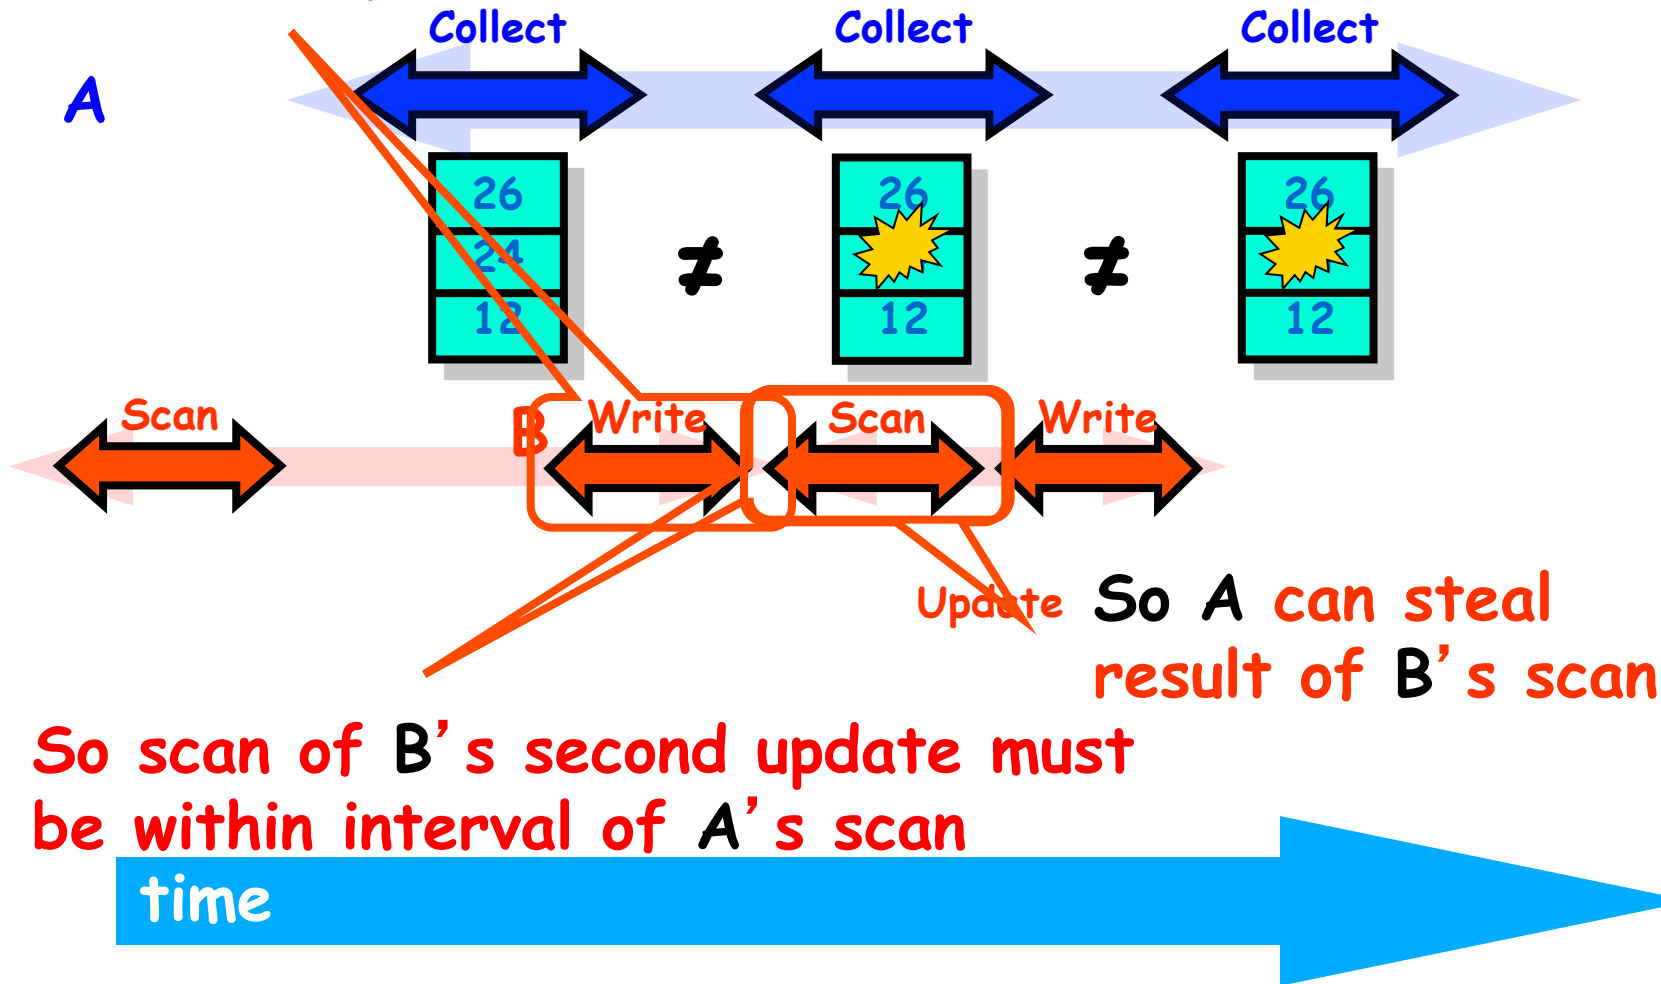 Collect Collect Collect
A
26 26 26
24
≠ ≠
12 12 12
Scan B Write Scan Write
Update
So A can steal
result of B’s scan
So scan of B’s second update must
be within interval of A’s scan
time